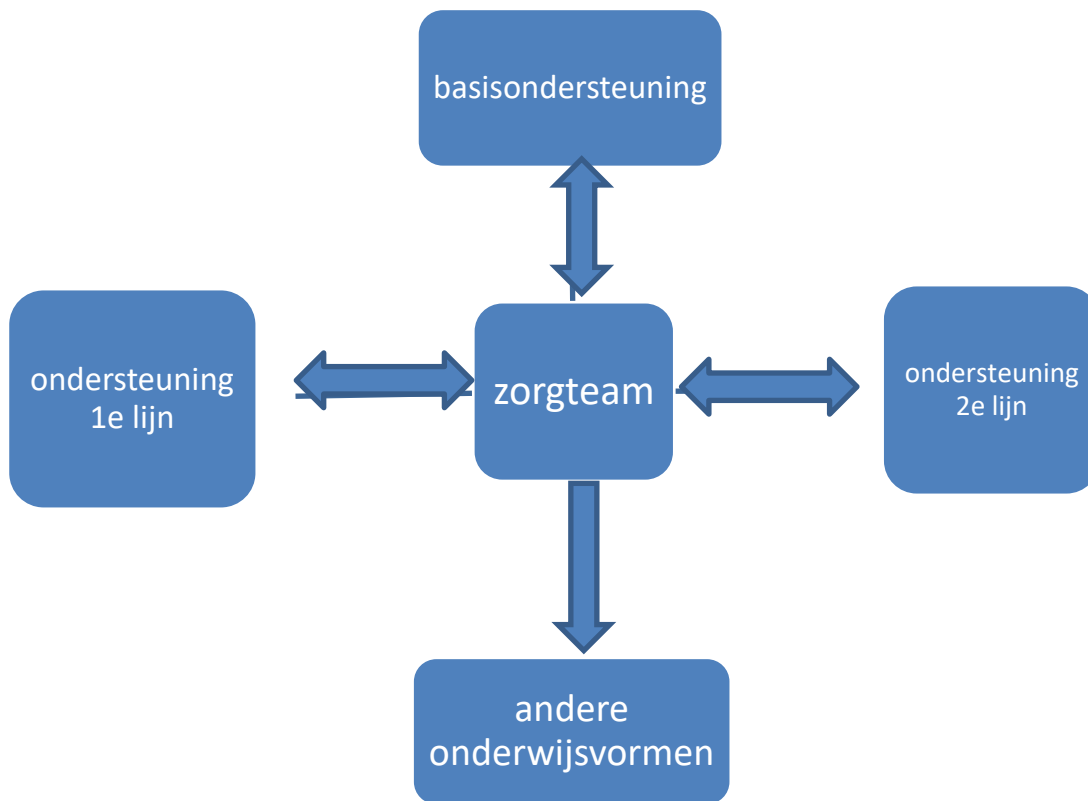 basisondersteuning
ondersteuning
1e lijn
zorgteam
ondersteuning
2e lijn
andere
onderwijsvormen